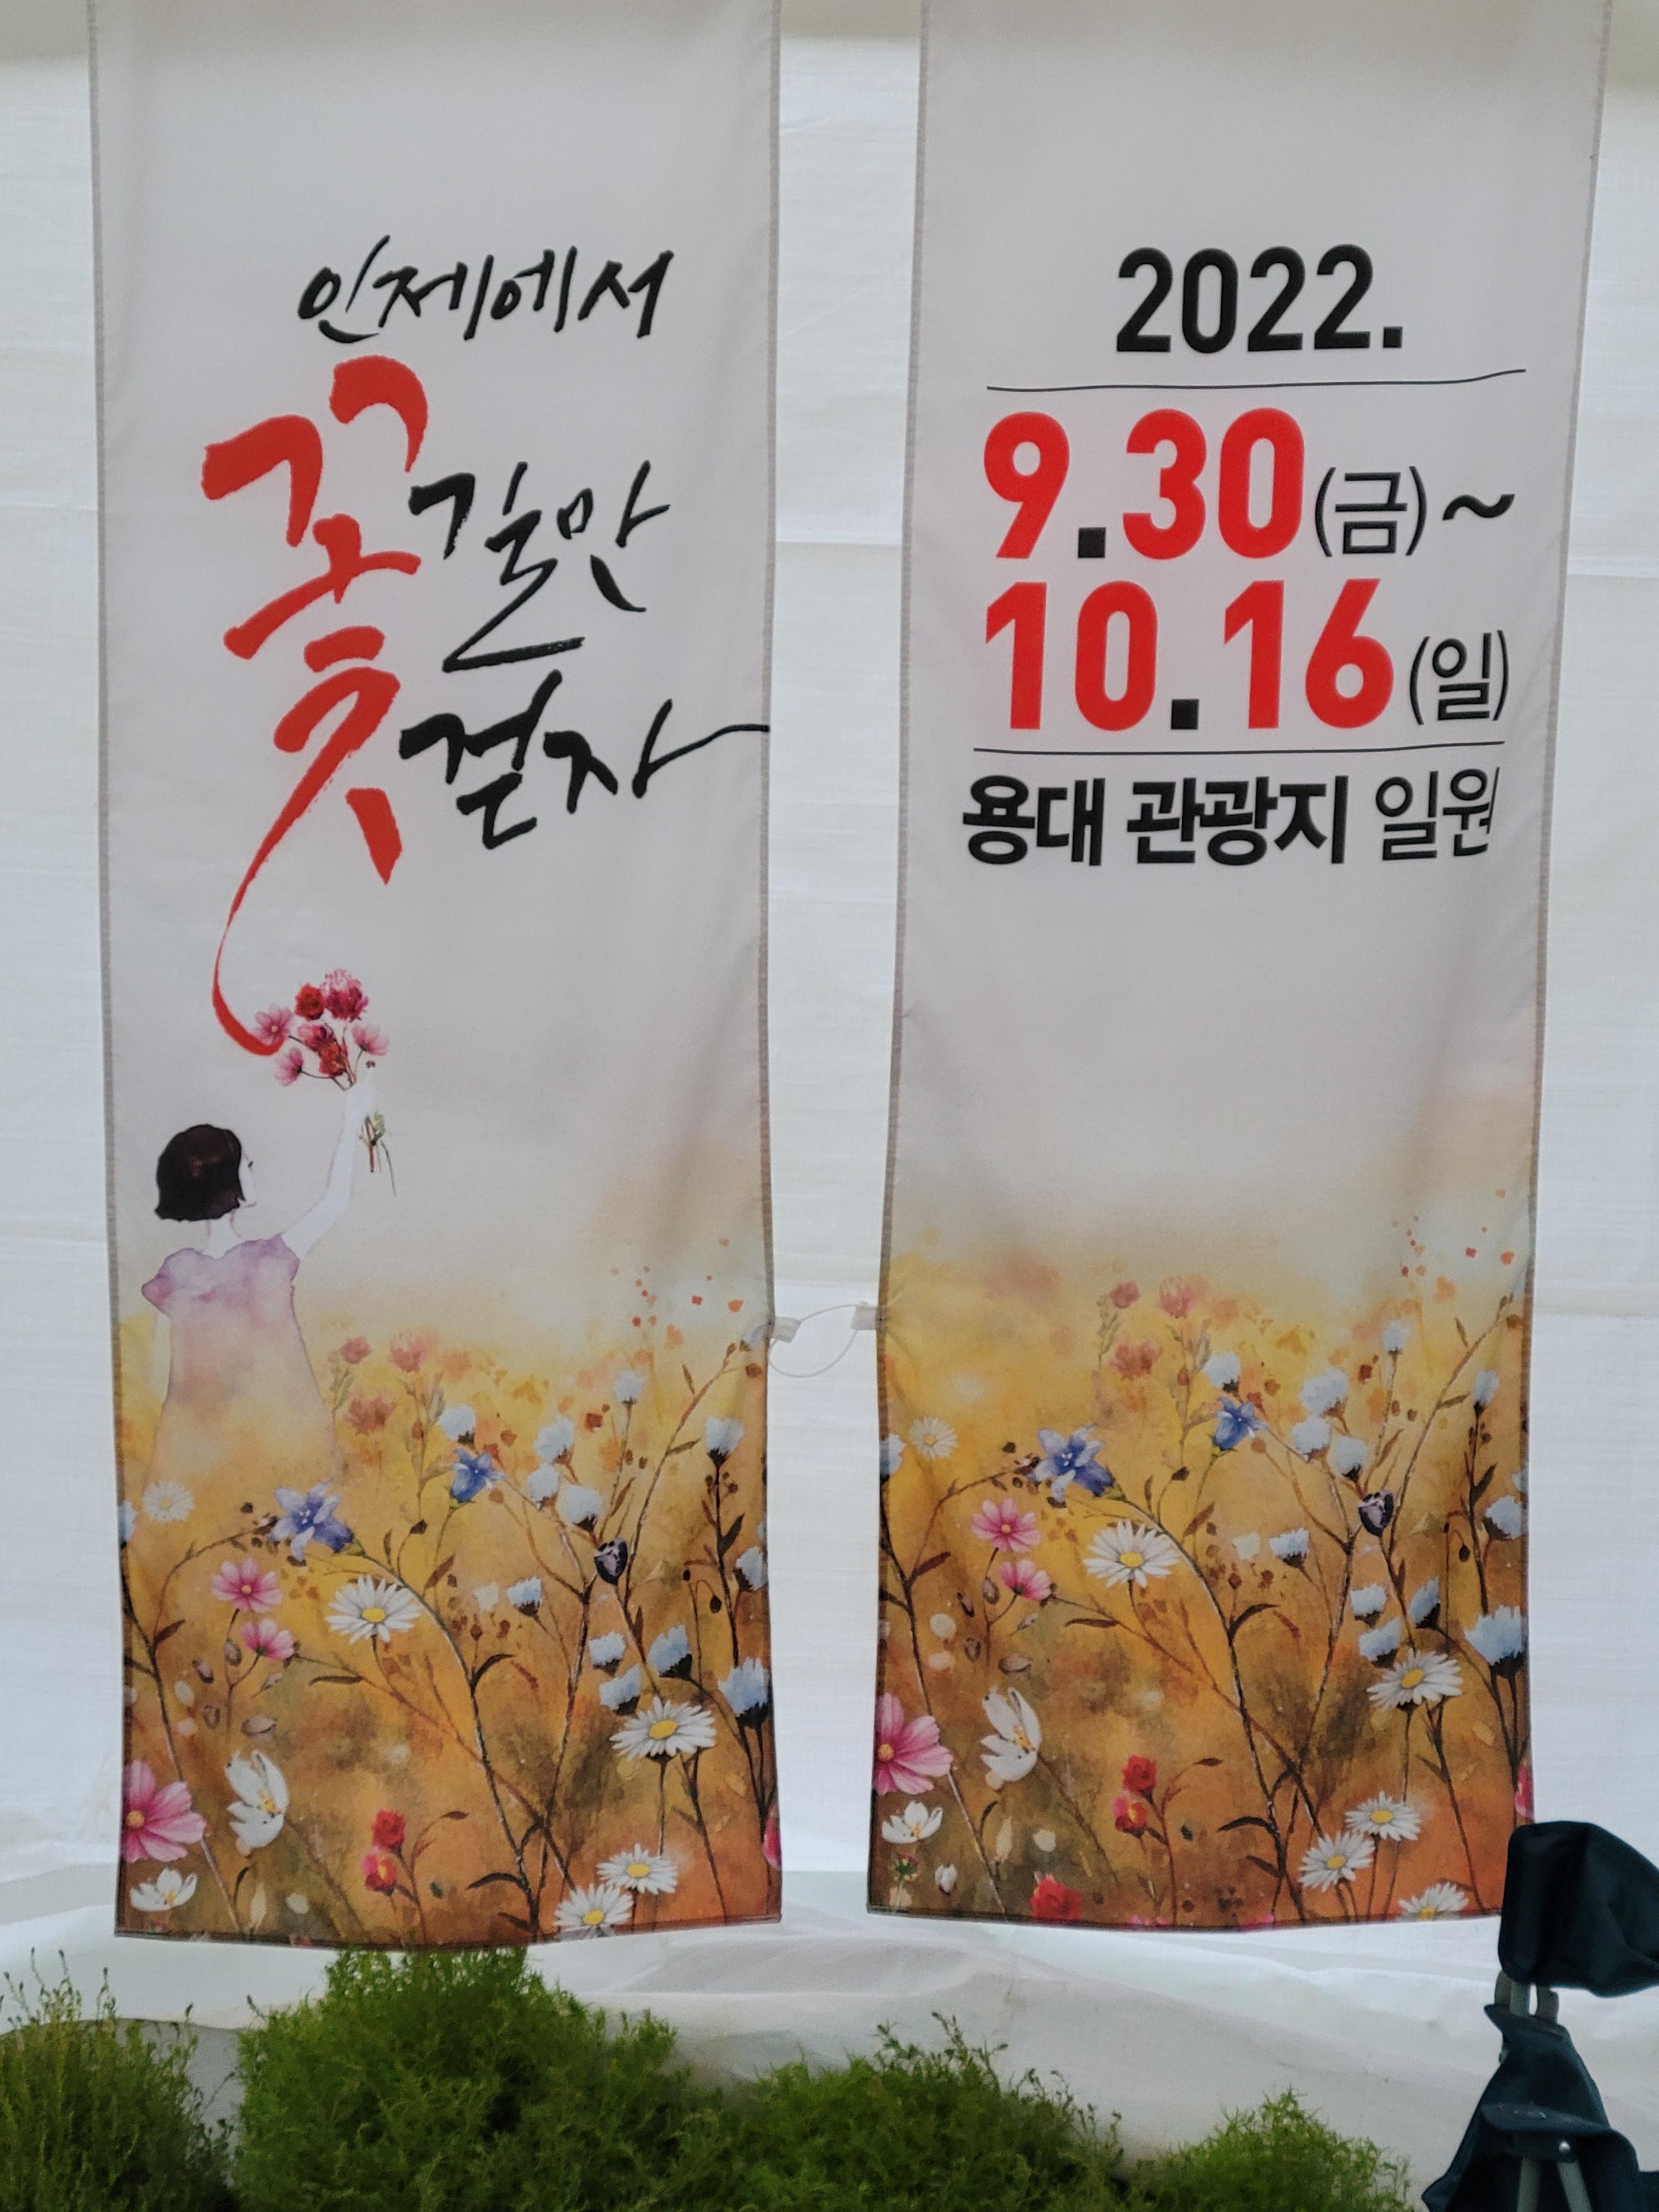 인제에서
꽃길만
걷자
2022.
9.30(금)~
10.16(일)
용대 관광지 일원